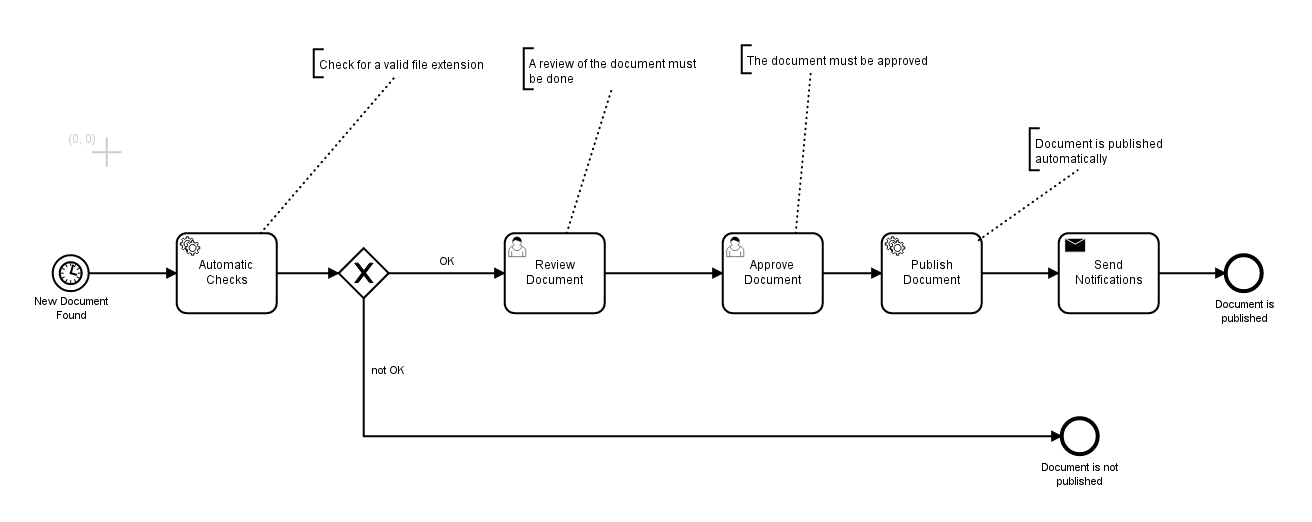 Check for a valid file extension
A review of the document must
be done
The document must be approved
(0, 0)
Document is published
automatically
New Document
Found
Automatic
Checks
OK
Review
Document
Approve
Document
Publish
Document
Send
Notifications
Document is
published
not OK
Document is not
published